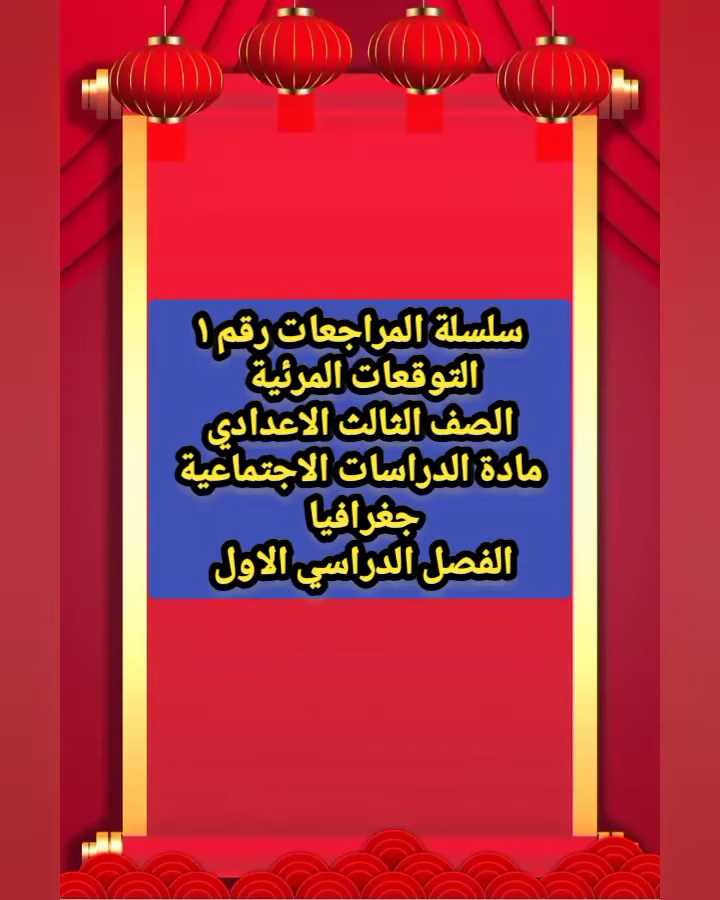 سلسلة المراجعات رقم ١
التوقعات المرئية
الصف الثالث الاعدادي
مادة الدراسات الاجتماعية
جغرافيا
الفصل الدراسي الاول